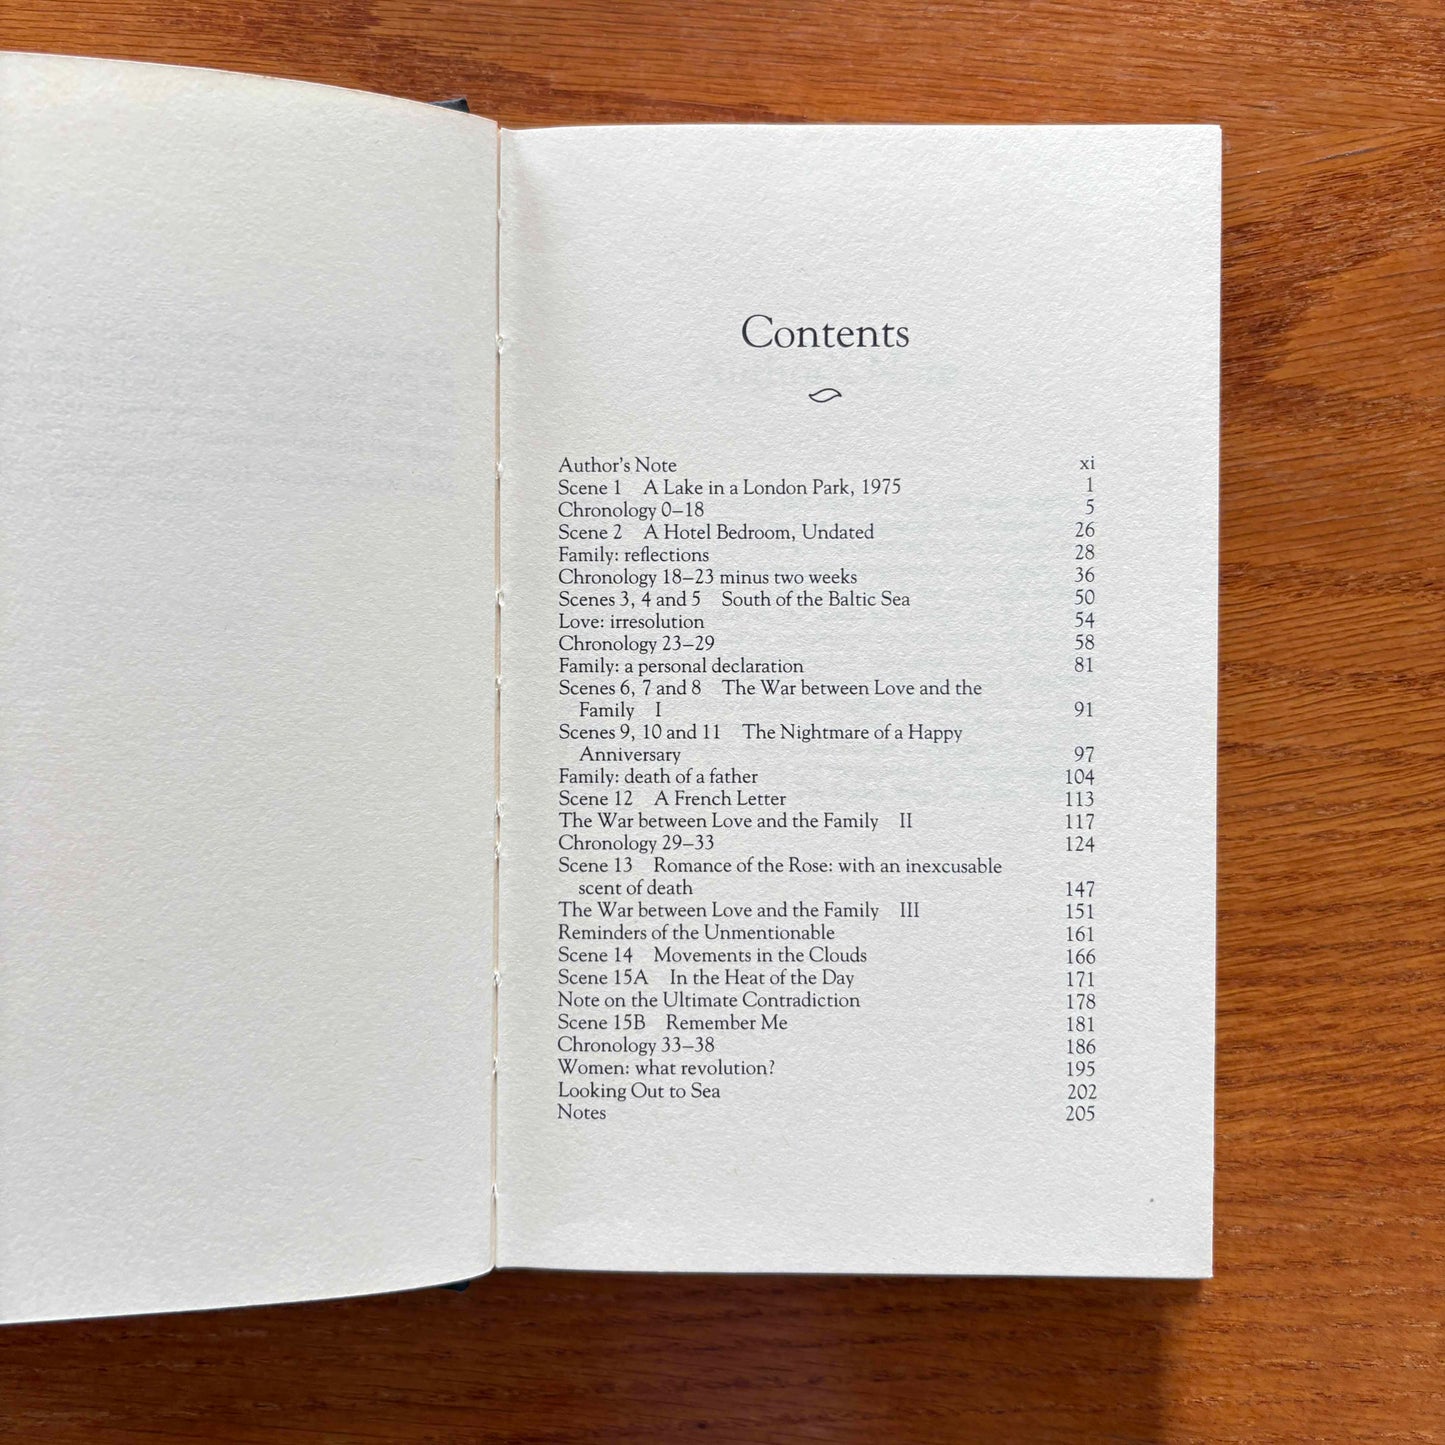 Contents
Author's Note xi
Scene 1 A Lake in a London Park, 1975 1
Chronology 0–18 5
Scene 2 A Hotel Bedroom, Undated 26
Family: reflections 28
Chronology 18–23 minus two weeks 36
Scenes 3, 4 and 5 South of the Baltic Sea 50
Love: irresolution 54
Chronology 23–29 58
Family: a personal declaration 81
Scenes 6, 7 and 8 The War between Love and the
Family I 91
Scenes 9, 10 and 11 The Nightmare of a Happy
Anniversary 97
Family: death of a father 104
Scene 12 A French Letter 113
The War between Love and the Family II 117
Chronology 29–33 124
Scene 13 Romance of the Rose: with an inexcusable
scent of death 147
The War between Love and the Family III 151
Reminders of the Unmentionable 161
Scene 14 Movements in the Clouds 166
Scene 15A In the Heat of the Day 171
Note on the Ultimate Contradiction 178
Scene 15B Remember Me 181
Chronology 33–38 186
Women: what revolution? 195
Looking Out to Sea 202
Notes 205